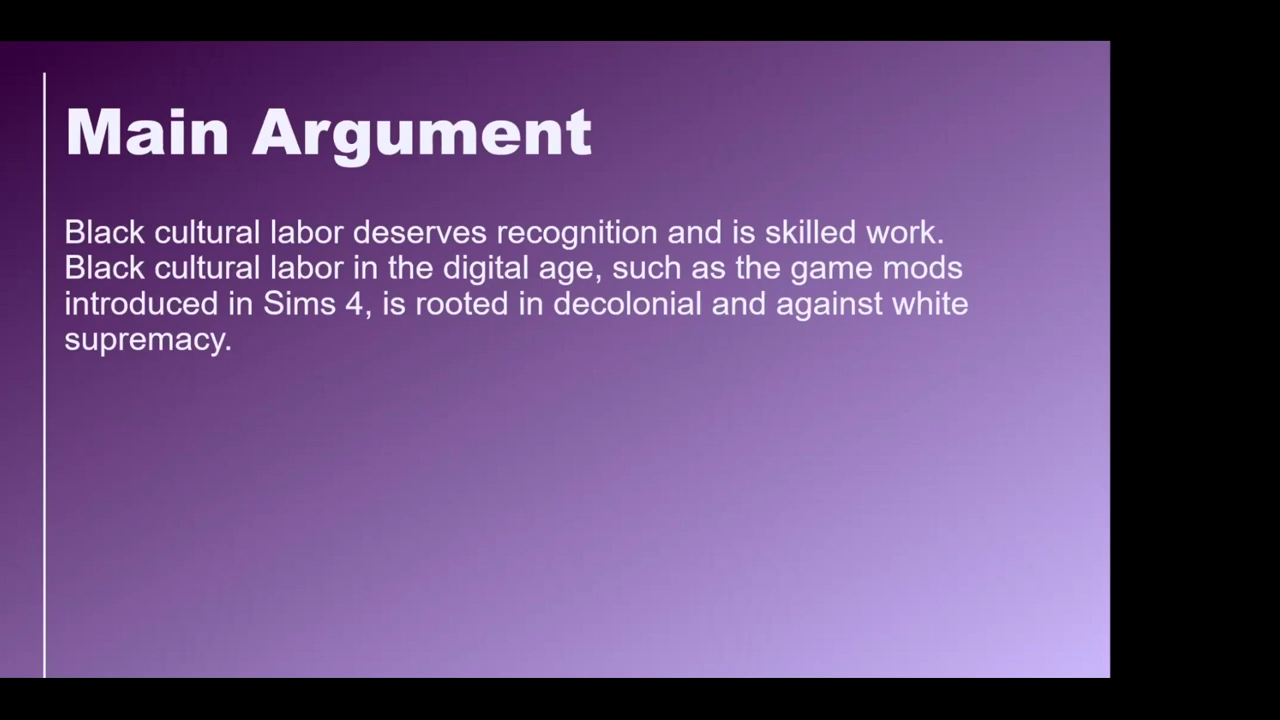 Main Argument
Black cultural labor deserves recognition and is skilled work.
Black cultural labor in the digital age, such as the game mods
introduced in Sims 4, is rooted in decolonial and against white
supremacy.